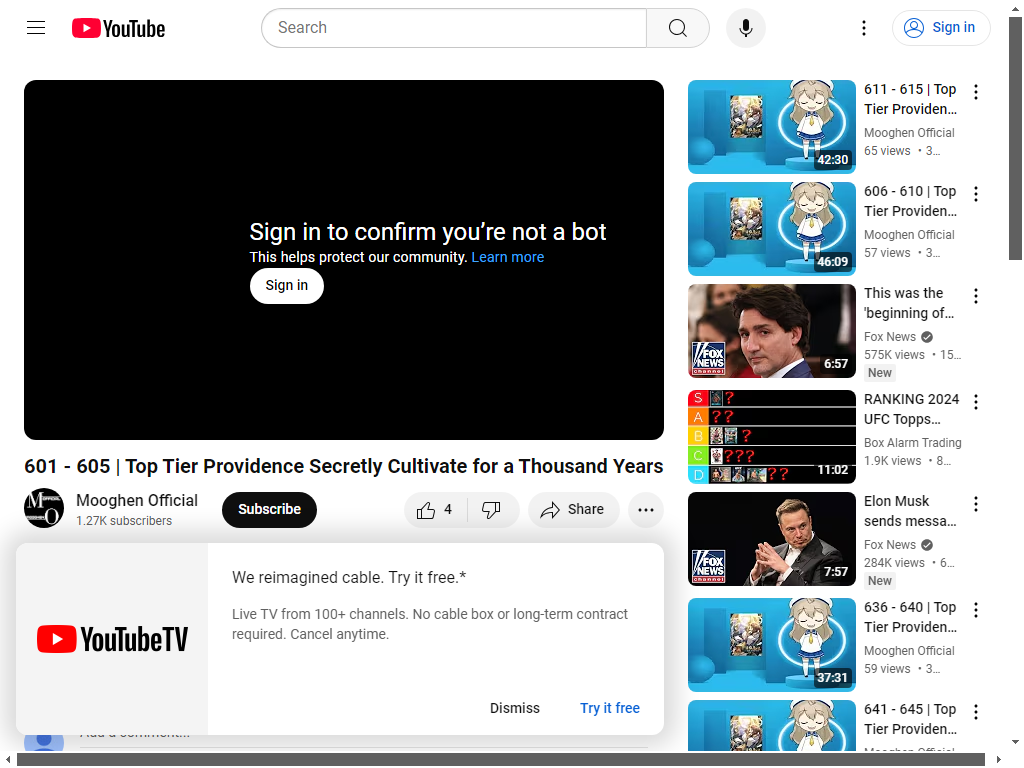 YouTube
Search
Sign in
Sign in to confirm you’re not a bot
This helps protect our community. Learn more
Sign in
601 - 605 | Top Tier Providence Secretly Cultivate for a Thousand Years
Mooghen Official
1.27K subscribers
Subscribe
4
Share
We reimagined cable. Try it free.*
Live TV from 100+ channels. No cable box or long-term contract
required. Cancel anytime.
YouTubeTV
Dismiss
Try it free
Add a comment...
42:30
611 - 615 | Top
Tier Providen...
Mooghen Official
65 views • 3...
46:09
606 - 610 | Top
Tier Providen...
Mooghen Official
57 views • 3...
FOX
NEWS
channel
6:57
This was the
'beginning of...
Fox News
575K views • 15...
New
S ?
A ? ?
B ?
C ???
D ??
11:02
RANKING 2024
UFC Topps...
Box Alarm Trading
1.9K views • 8...
FOX
NEWS
channel
7:57
Elon Musk
sends messa...
Fox News
284K views • 6...
New
37:31
636 - 640 | Top
Tier Providen...
Mooghen Official
59 views • 3...
641 - 645 | Top
Tier Providen...
Mooghen Official